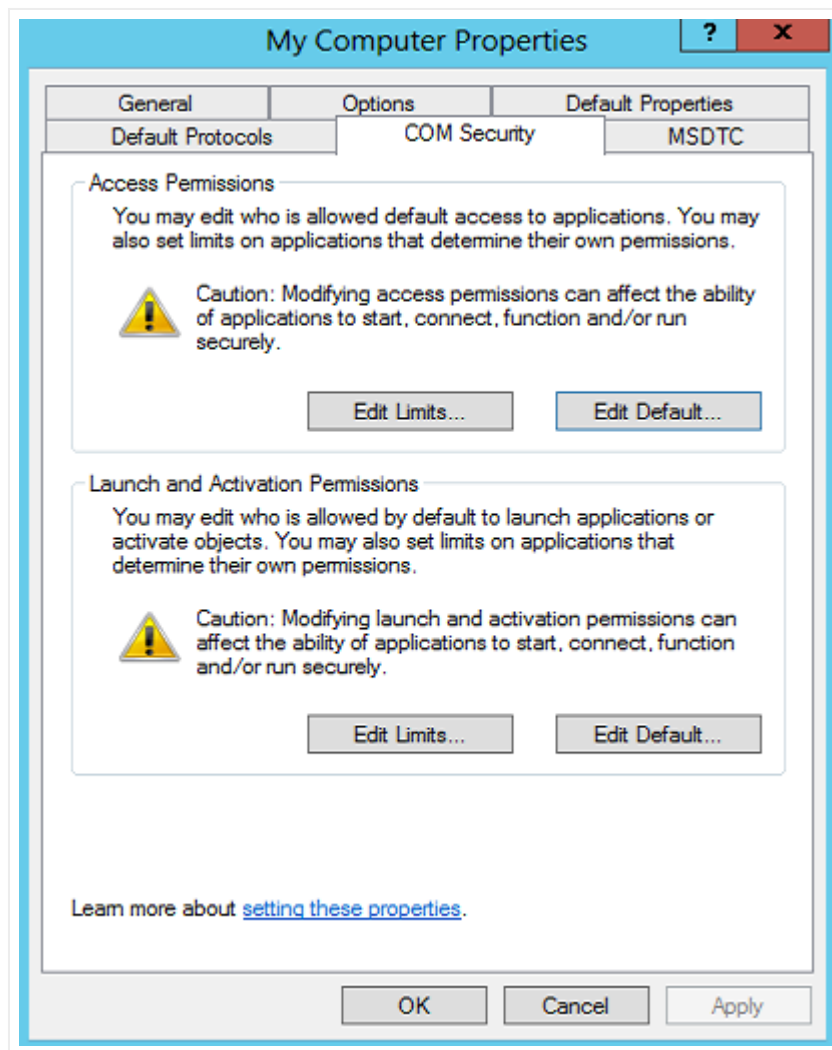 My Computer Properties
?
x
General
Options
Default Properties
Default Protocols
COM Security
MSDTC
Access Permissions
You may edit who is allowed default access to applications. You may
also set limits on applications that determine their own permissions.
Caution: Modifying access permissions can affect the ability
of applications to start, connect, function and/or run
securely.
Edit Limits...
Edit Default...
Launch and Activation Permissions
You may edit who is allowed by default to launch applications or
activate objects. You may also set limits on applications that
determine their own permissions.
Caution: Modifying launch and activation permissions can
affect the ability of applications to start, connect, function
and/or run securely.
Edit Limits...
Edit Default...
Learn more about setting these properties.
OK
Cancel
Apply